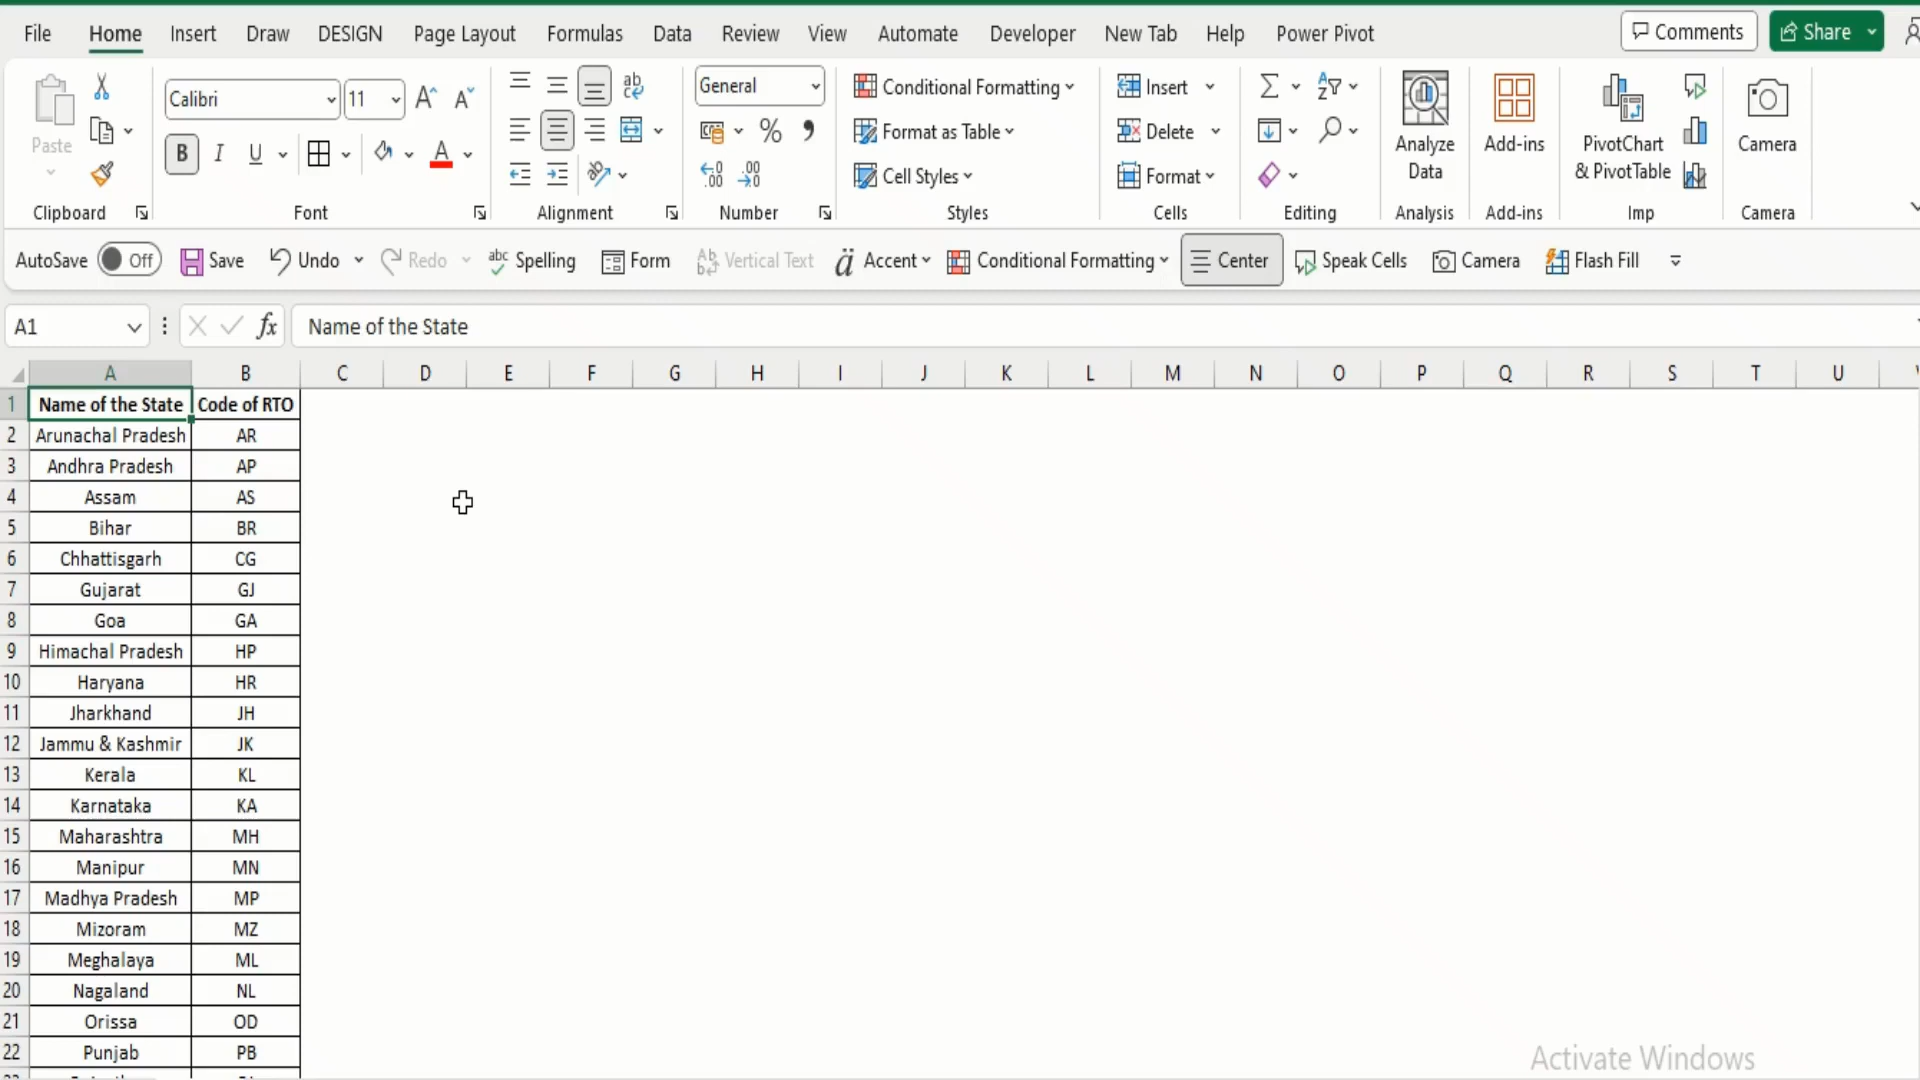 File Home Insert Draw DESIGN Page Layout Formulas Data Review View Automate Developer New Tab Help Power Pivot Comments Share
Paste
Clipboard
Calibri 11
B I U A
Font
ab
Alignment
General
%
Number
Conditional Formatting
Format as Table
Cell Styles
Styles
Insert
Delete
Format
Cells
Editing
Analyze
Data
Analysis
Add-ins
Add-ins
PivotChart
& PivotTable
Imp
Camera
Camera
AutoSave Off Save Undo Redo Spelling Form Vertical Text Accent Conditional Formatting Center Speak Cells Camera Flash Fill
A1 fx Name of the State
A B C D E F G H I J K L M N O P Q R S T U
1 Name of the State Code of RTO
2 Arunachal Pradesh AR
3 Andhra Pradesh AP
4 Assam AS
5 Bihar BR
6 Chhattisgarh CG
7 Gujarat GJ
8 Goa GA
9 Himachal Pradesh HP
10 Haryana HR
11 Jharkhand JH
12 Jammu & Kashmir JK
13 Kerala KL
14 Karnataka KA
15 Maharashtra MH
16 Manipur MN
17 Madhya Pradesh MP
18 Mizoram MZ
19 Meghalaya ML
20 Nagaland NL
21 Orissa OD
22 Punjab PB
Activate Windows